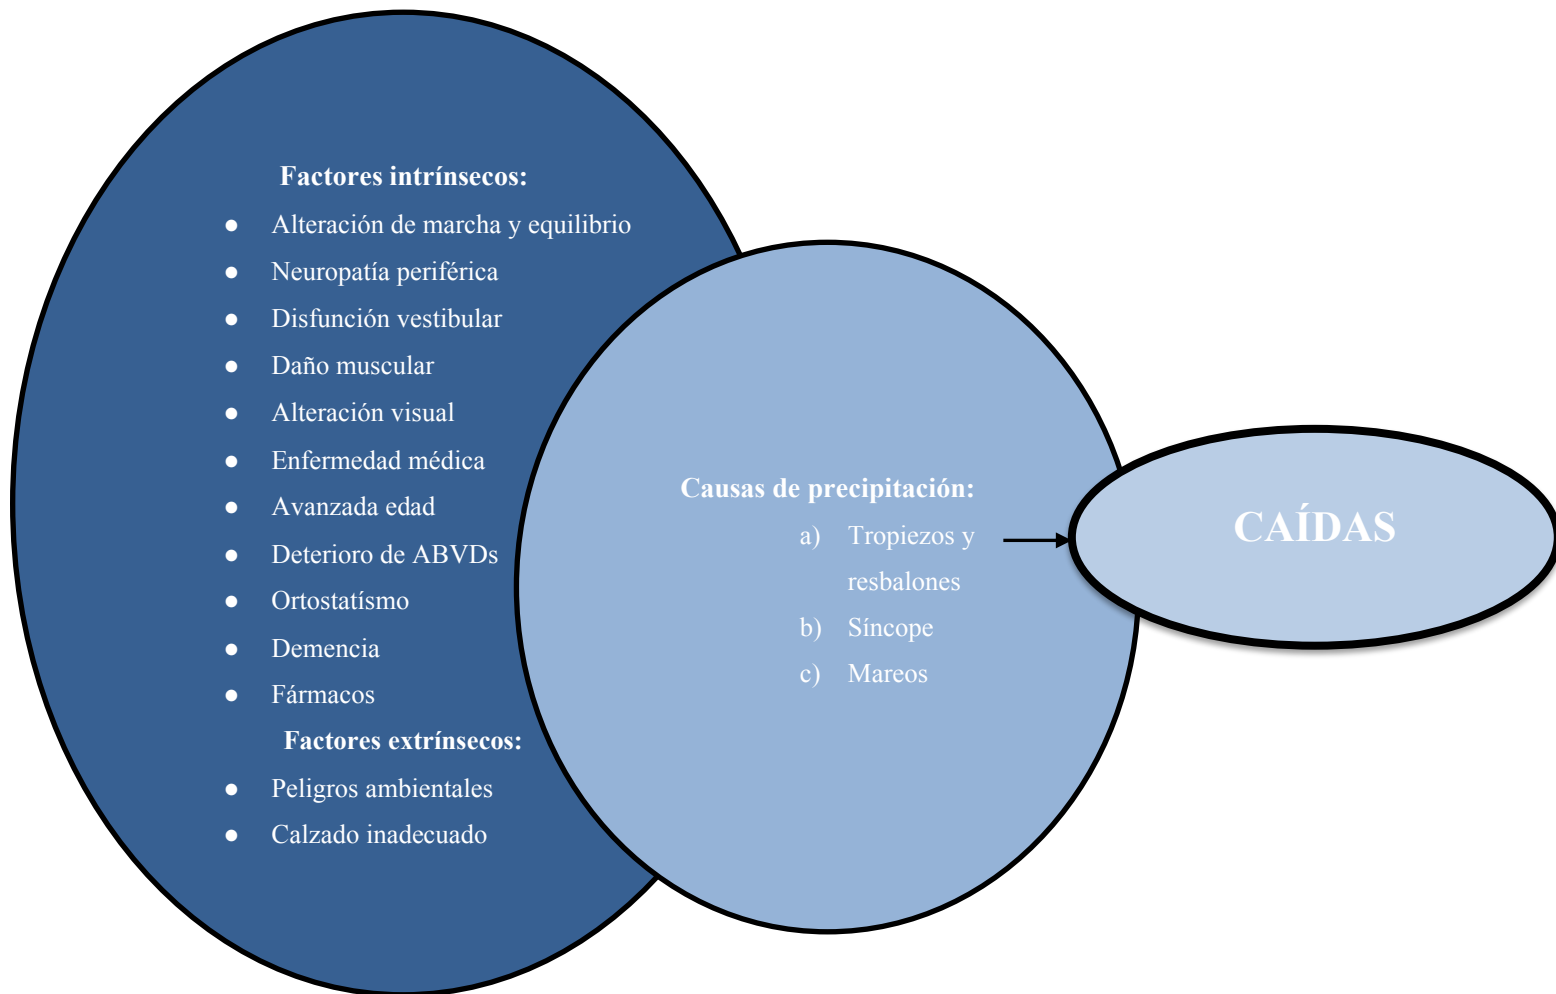 Factores intrínsecos:
● Alteración de marcha y equilibrio
● Neuropatía periférica
● Disfunción vestibular
● Daño muscular
● Alteración visual
● Enfermedad médica
● Avanzada edad
● Deterioro de ABVDs
● Ortostatísmo
● Demencia
● Fármacos
Factores extrínsecos:
● Peligros ambientales
● Calzado inadecuado
Causas de precipitación:
a) Tropiezos y
resbalones
b) Síncope
c) Mareos
CAÍDAS